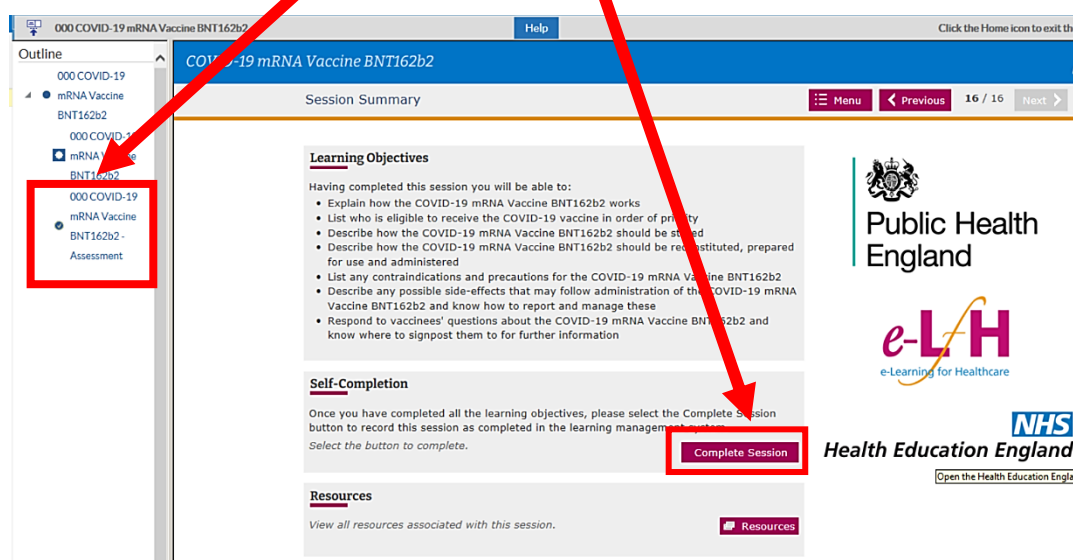 000 COVID-19 mRNA Vaccine BNT162b2
Help
Click the Home icon to exit th
Outline
000 COVID-19
mRNA Vaccine
BNT162b2
000 COVID-19
mRNA Vaccine
BNT162b2
000 COVID-19
mRNA Vaccine
BNT162b2 -
Assessment
COVID-19 mRNA Vaccine BNT162b2
Session Summary
Menu
Previous
16 / 16
Next
Learning Objectives
Having completed this session you will be able to:
• Explain how the COVID-19 mRNA Vaccine BNT162b2 works
• List who is eligible to receive the COVID-19 vaccine in order of priority
• Describe how the COVID-19 mRNA Vaccine BNT162b2 should be stored
• Describe how the COVID-19 mRNA Vaccine BNT162b2 should be reconstituted, prepared
for use and administered
• List any contraindications and precautions for the COVID-19 mRNA Vaccine BNT162b2
• Describe any possible side-effects that may follow administration of the COVID-19 mRNA
Vaccine BNT162b2 and know how to report and manage these
• Respond to vaccinees' questions about the COVID-19 mRNA Vaccine BNT162b2 and
know where to signpost them to for further information
Self-Completion
Once you have completed all the learning objectives, please select the Complete Session
button to record this session as completed in the learning management system
Select the button to complete.
Complete Session
Resources
View all resources associated with this session.
Resources
Public Health
England
e-LfH
e-Learning for Healthcare
NHS
Health Education England
Open the Health Education Engla